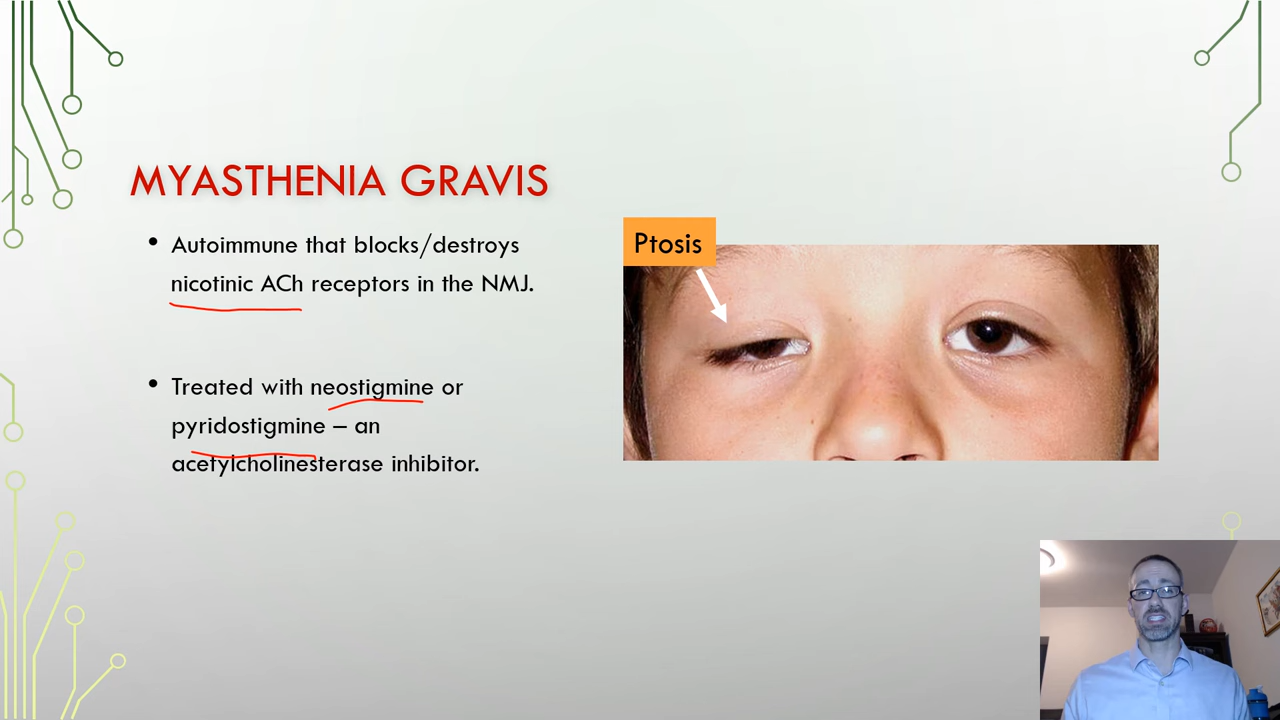 MYASTHENIA GRAVIS
• Autoimmune that blocks/destroys
nicotinic ACh receptors in the NMJ.
• Treated with neostigmine or
pyridostigmine – an
acetylcholinesterase inhibitor.
Ptosis